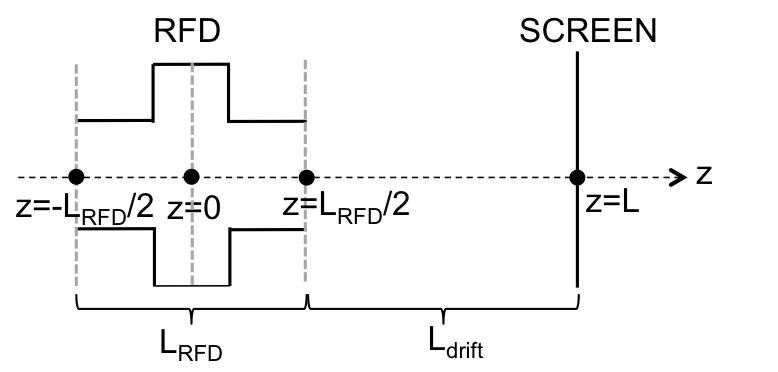 RFD
SCREEN
z
z=-L_RFD/2
z=0
z=L_RFD/2
z=L
L_RFD
L_drift